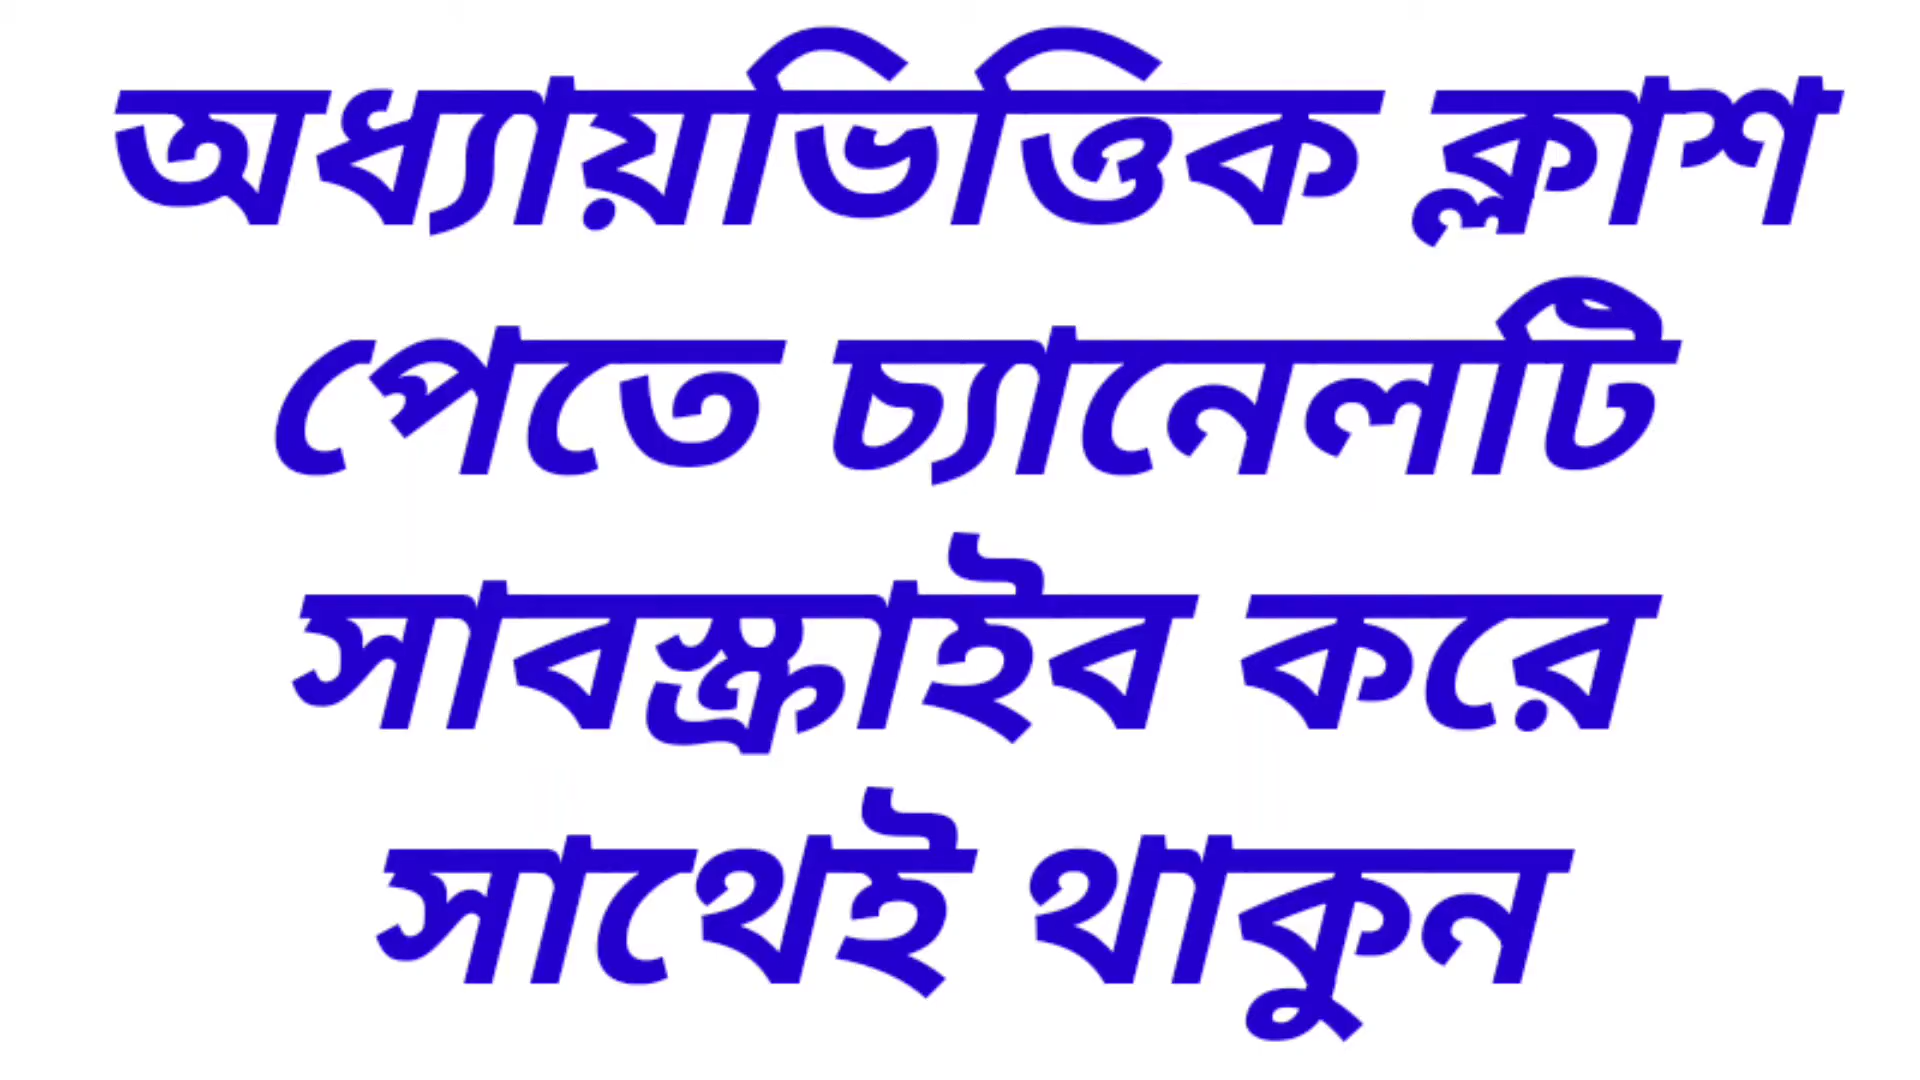 অধ্যায়ভিত্তিক ক্লাশ
পেতে চ্যানেলটি
সাবস্ক্রাইব করে
সাথেই থাকুন